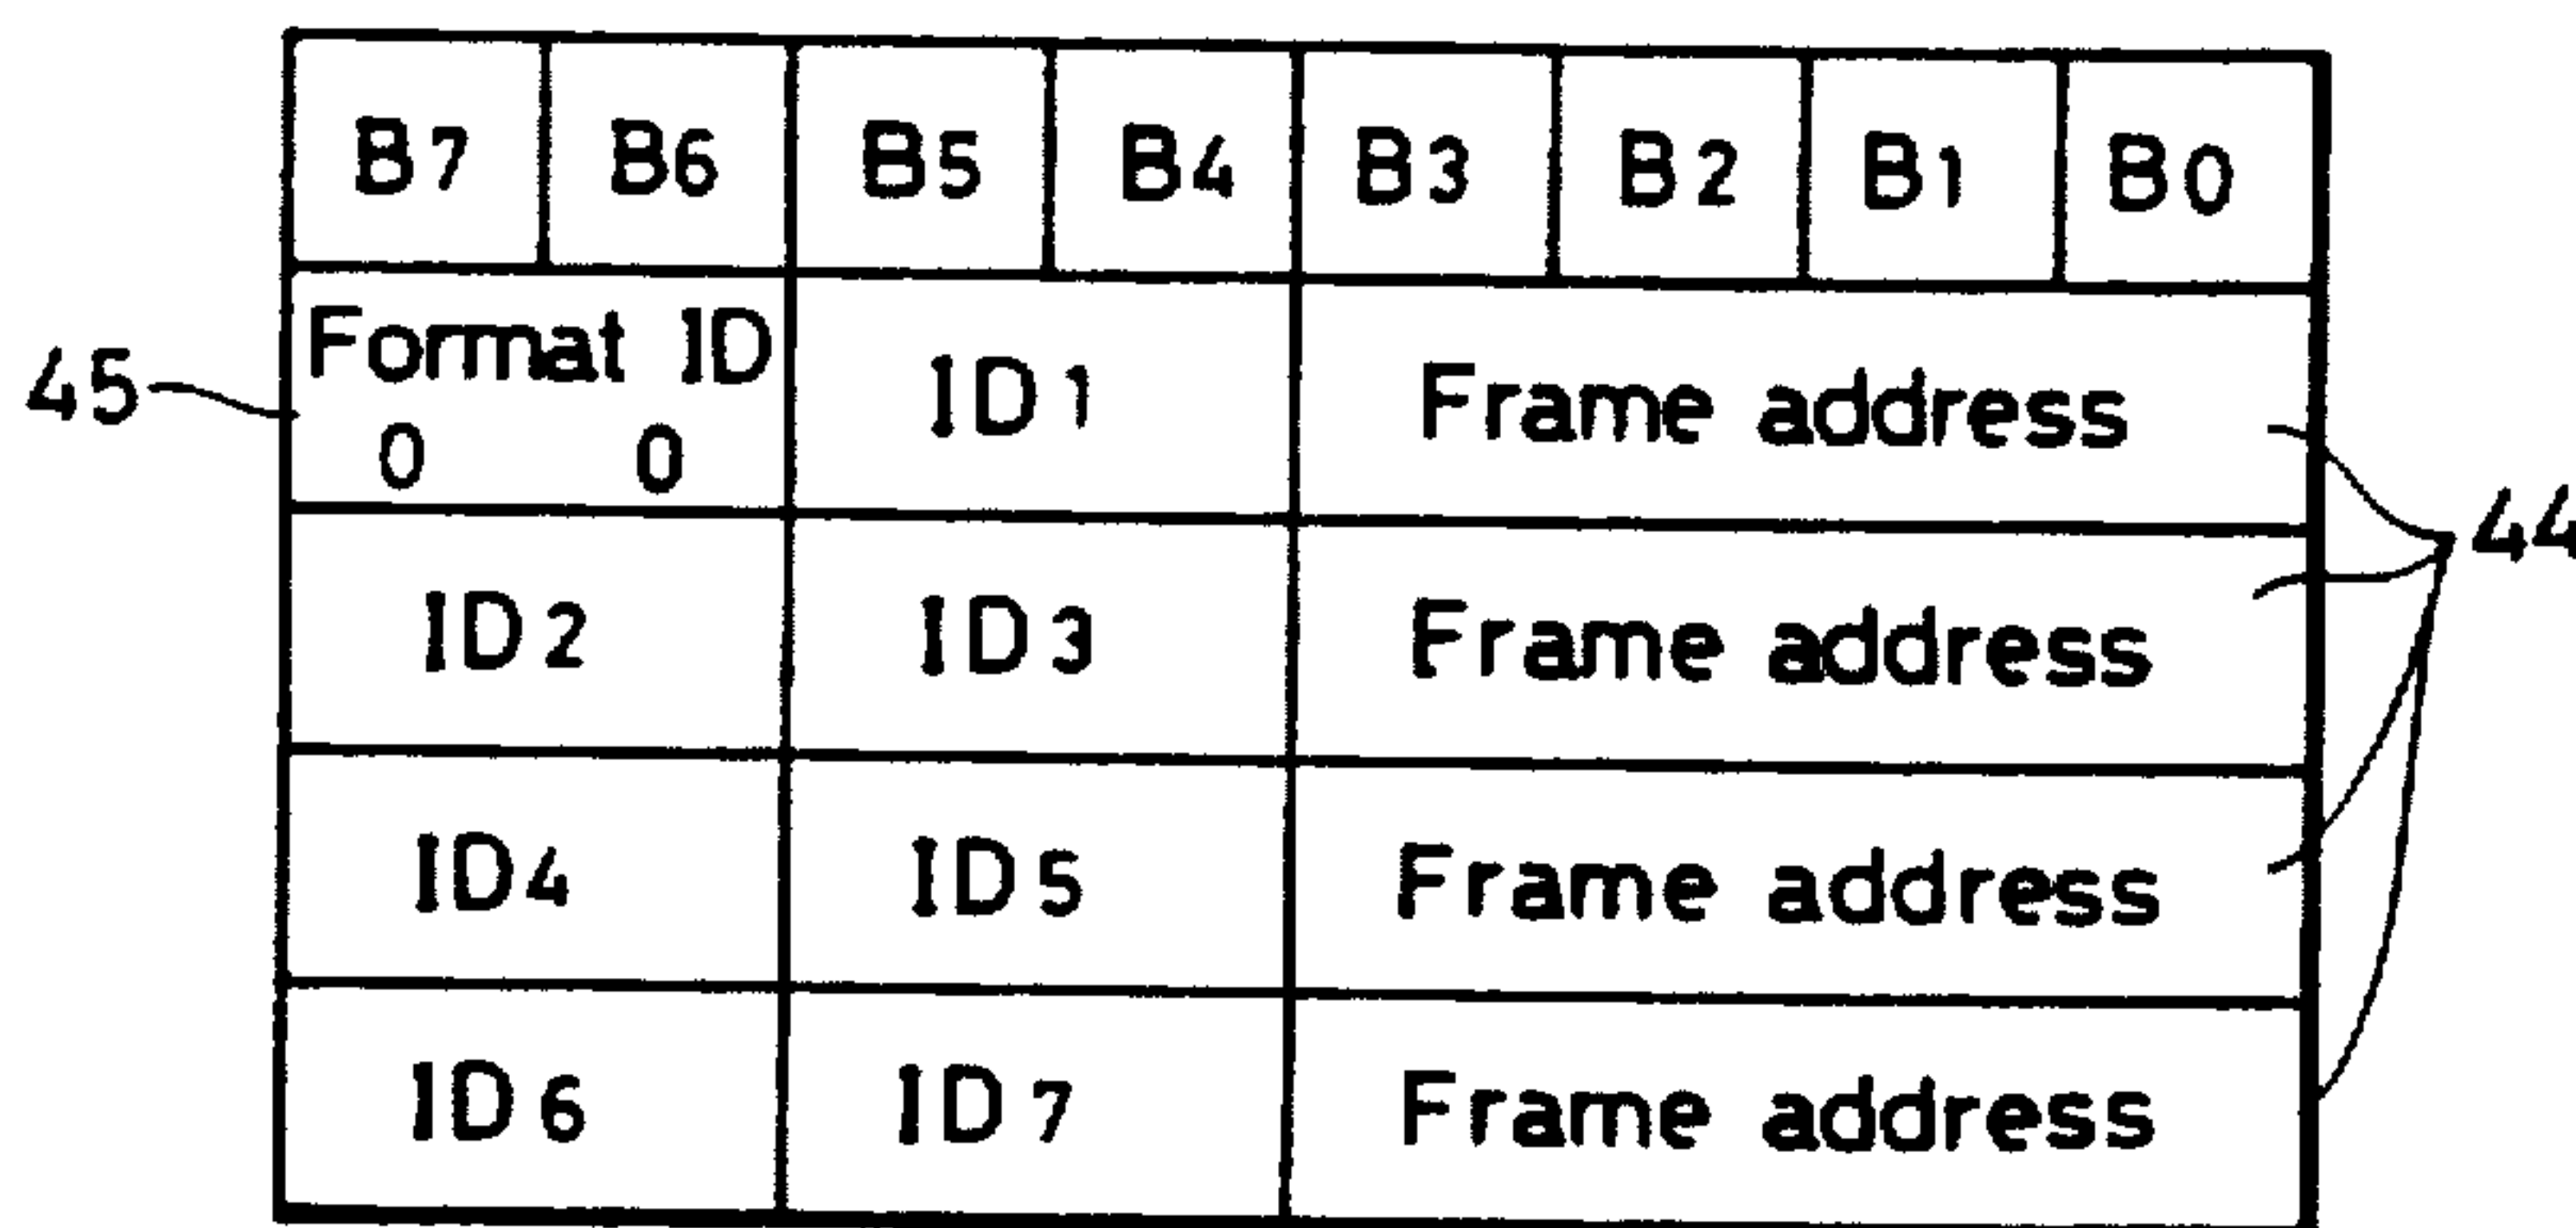 B7 B6 B5 B4 B3 B2 B1 B0
Format ID
0 0
ID1
Frame address
45
44
ID2 ID3 Frame address
ID4 ID5 Frame address
ID6 ID7 Frame address